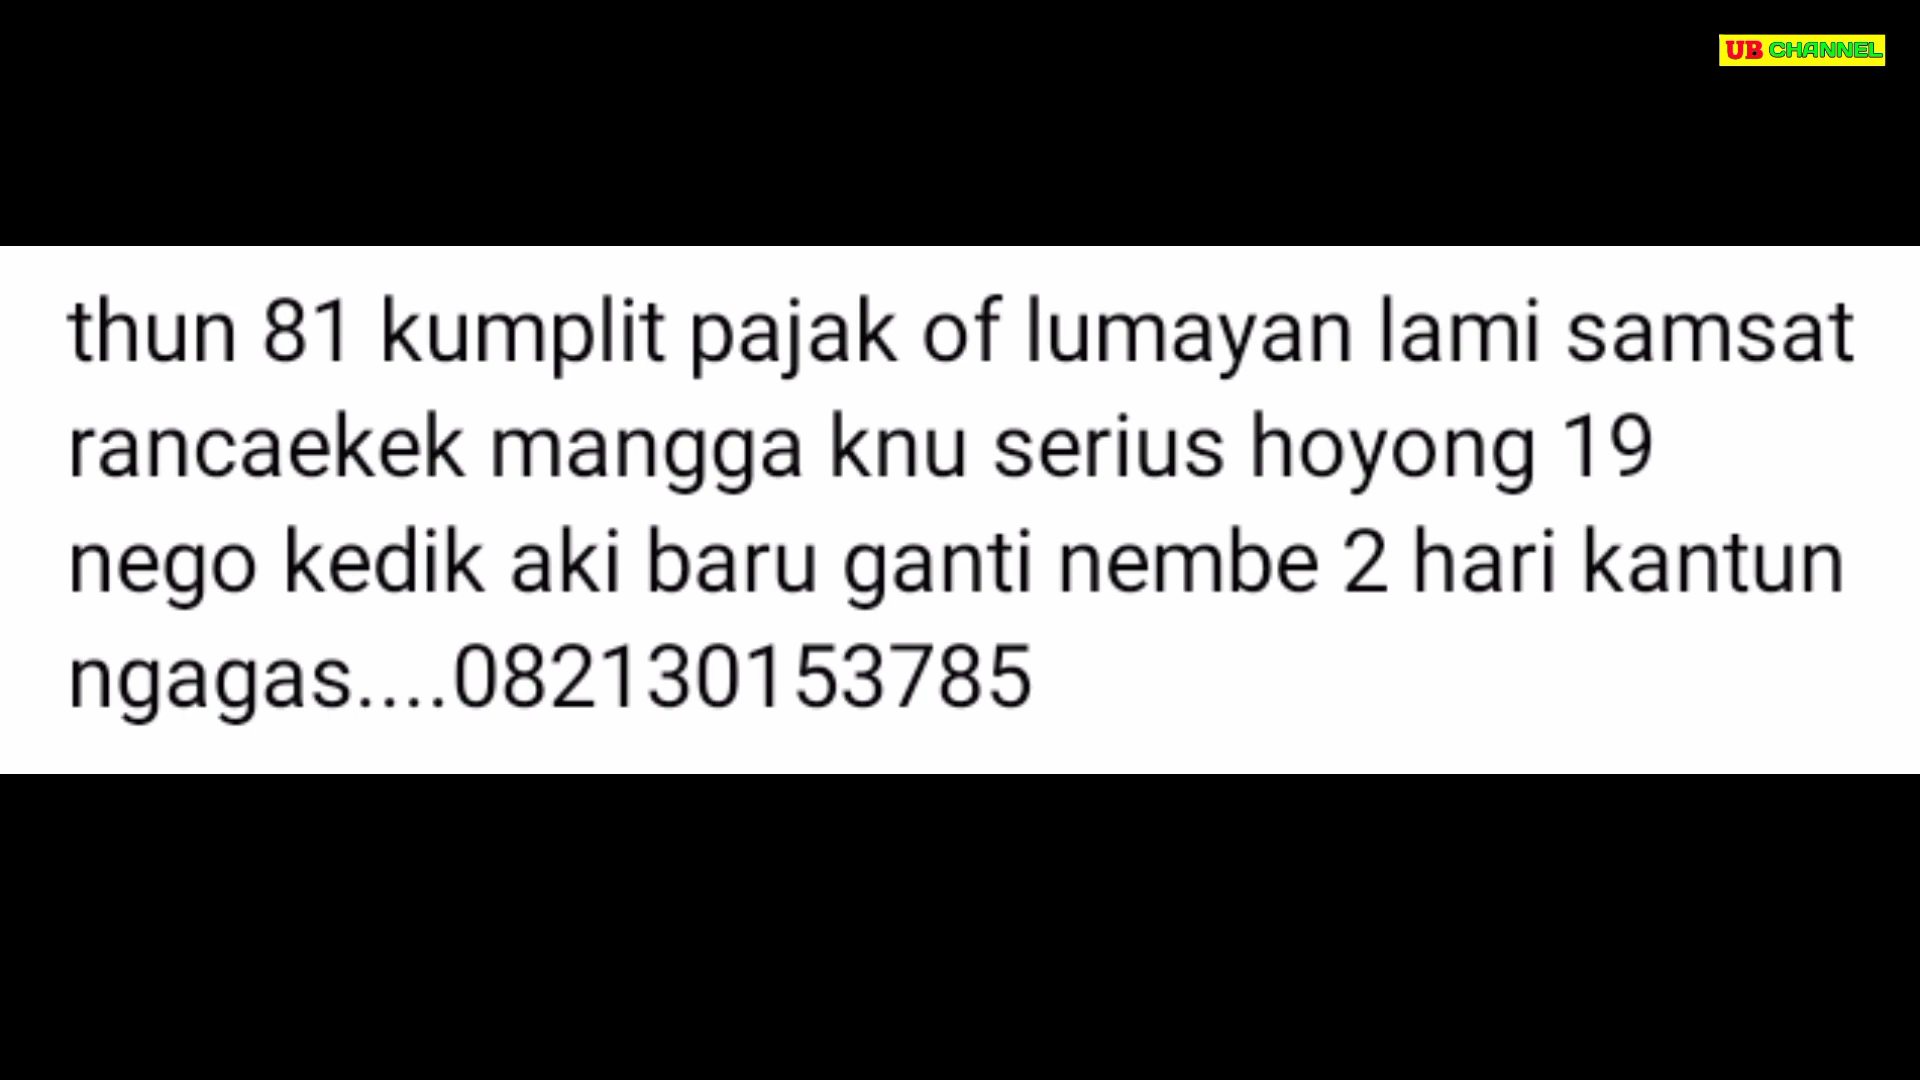 UB CHANNEL
thun 81 kumplit pajak of lumayan lami samsat
rancaekek mangga knu serius hoyong 19
nego kedik aki baru ganti nembe 2 hari kantun
ngagas....082130153785